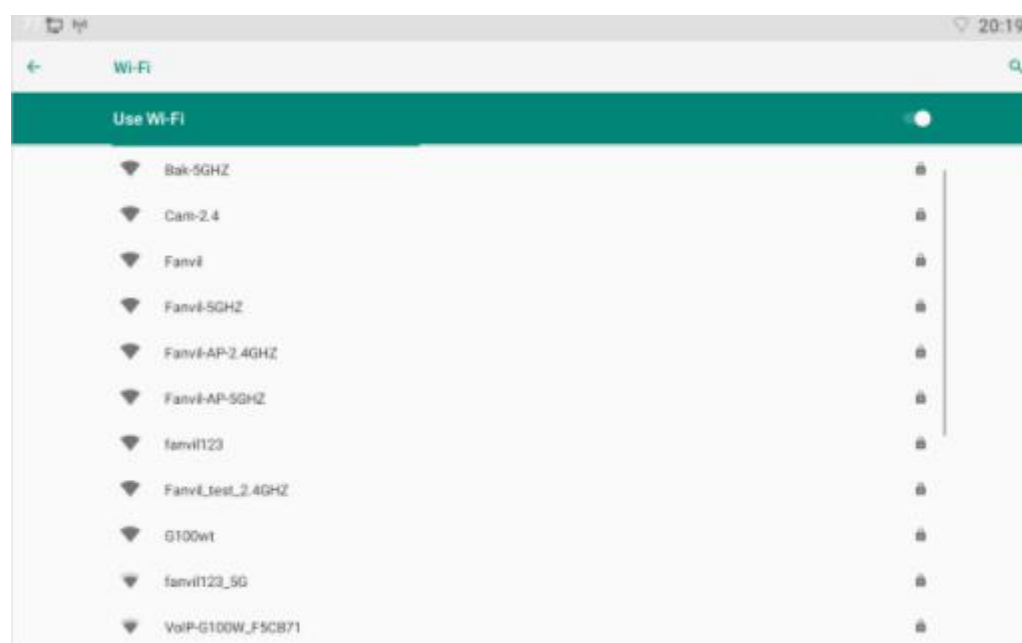 20:19
Wi-Fi
Use Wi-Fi
Bak-5GHZ
Cam-2.4
Fanvil
Fanvil-5GHZ
Fanvil-AP-2.4GHZ
Fanvil-AP-5GHZ
fanvil123
Fanvil_test_2.4GHZ
G100wt
fanvil123_5G
VoIP-G100W_F5CB71